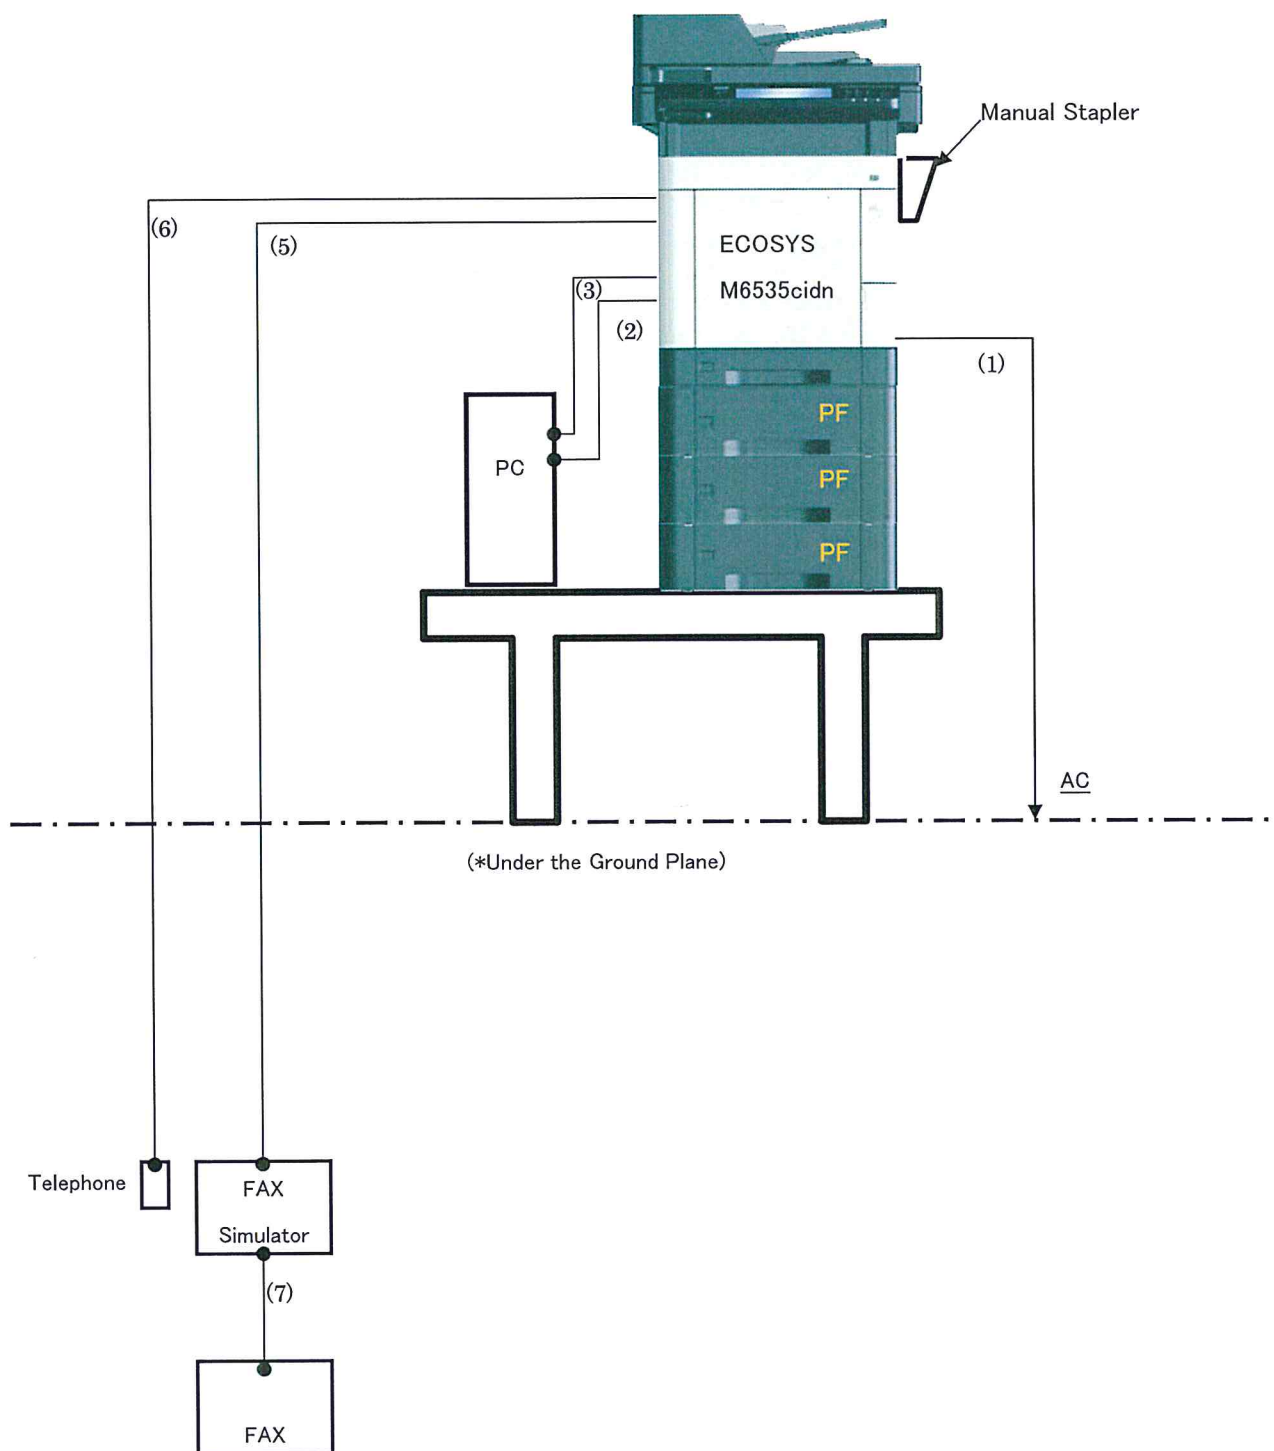 Manual Stapler
(6)
(5)
ECOSYS
M6535cidn
(3)
(2)
(1)
PF
PC
PF
PF
AC
(*Under the Ground Plane)
Telephone
FAX
Simulator
(7)
FAX